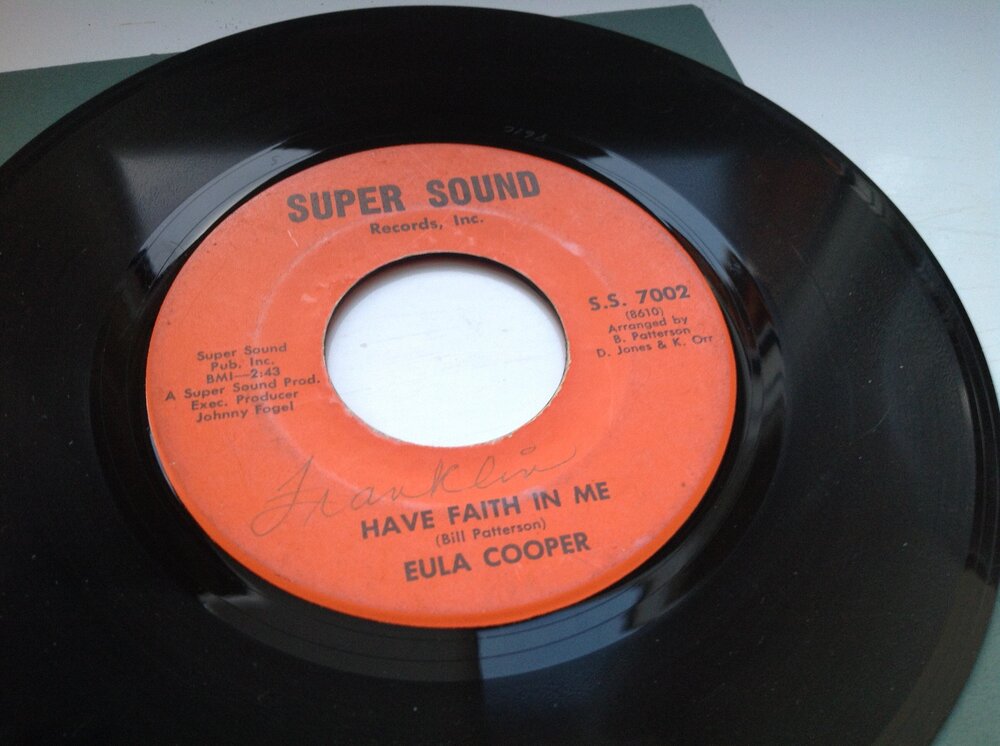 SUPER SOUND
Records, Inc.
S.S. 7002
(8610)
Arranged by
B. Patterson
D. Jones & K. Orr
Super Sound
Pub. Inc.
BMI—2:43
A Super Sound Prod.
Exec. Producer
Johnny Fogel
Franklin
HAVE FAITH IN ME
(Bill Patterson)
EULA COOPER